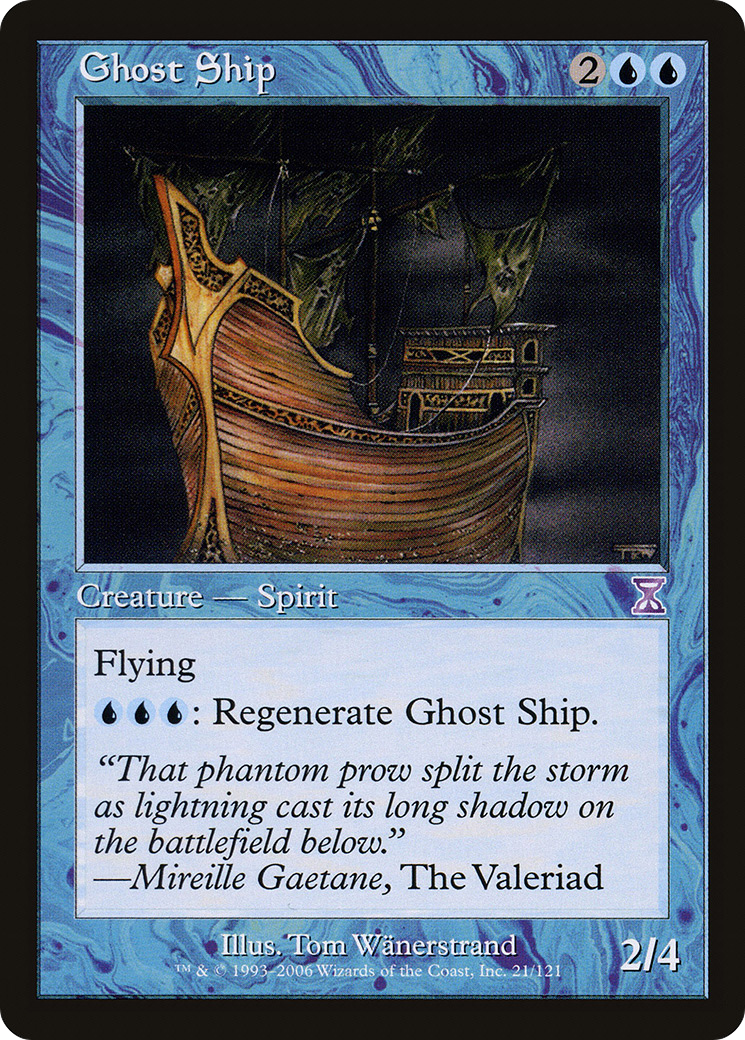 Ghost Ship 2
Creature — Spirit
Flying
: Regenerate Ghost Ship.
“That phantom prow split the storm
as lightning cast its long shadow on
the battlefield below.”
—Mireille Gaetane, The Valeriad
Illus. Tom Wänerstrand
™ & © 1993–2006 Wizards of the Coast, Inc. 21/121
2/4